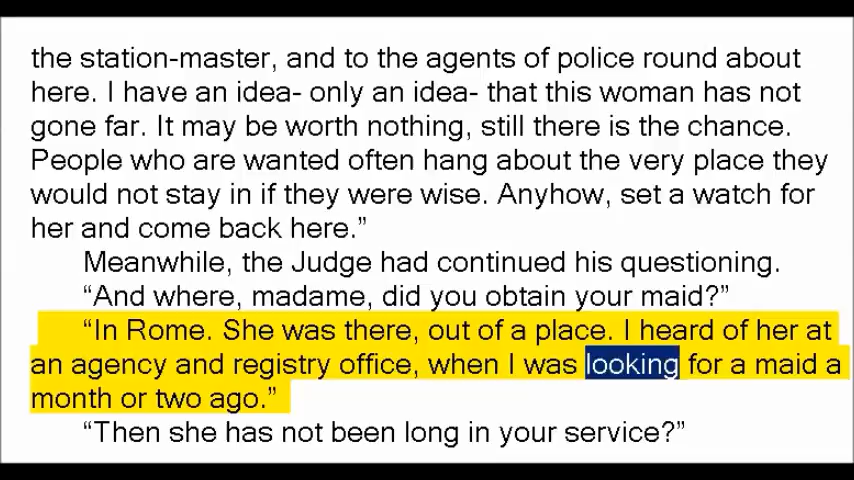 the station-master, and to the agents of police round about
here. I have an idea- only an idea- that this woman has not
gone far. It may be worth nothing, still there is the chance.
People who are wanted often hang about the very place they
would not stay in if they were wise. Anyhow, set a watch for
her and come back here.”
Meanwhile, the Judge had continued his questioning.
“And where, madame, did you obtain your maid?”
“In Rome. She was there, out of a place. I heard of her at
an agency and registry office, when I was looking for a maid a
month or two ago.”
“Then she has not been long in your service?”